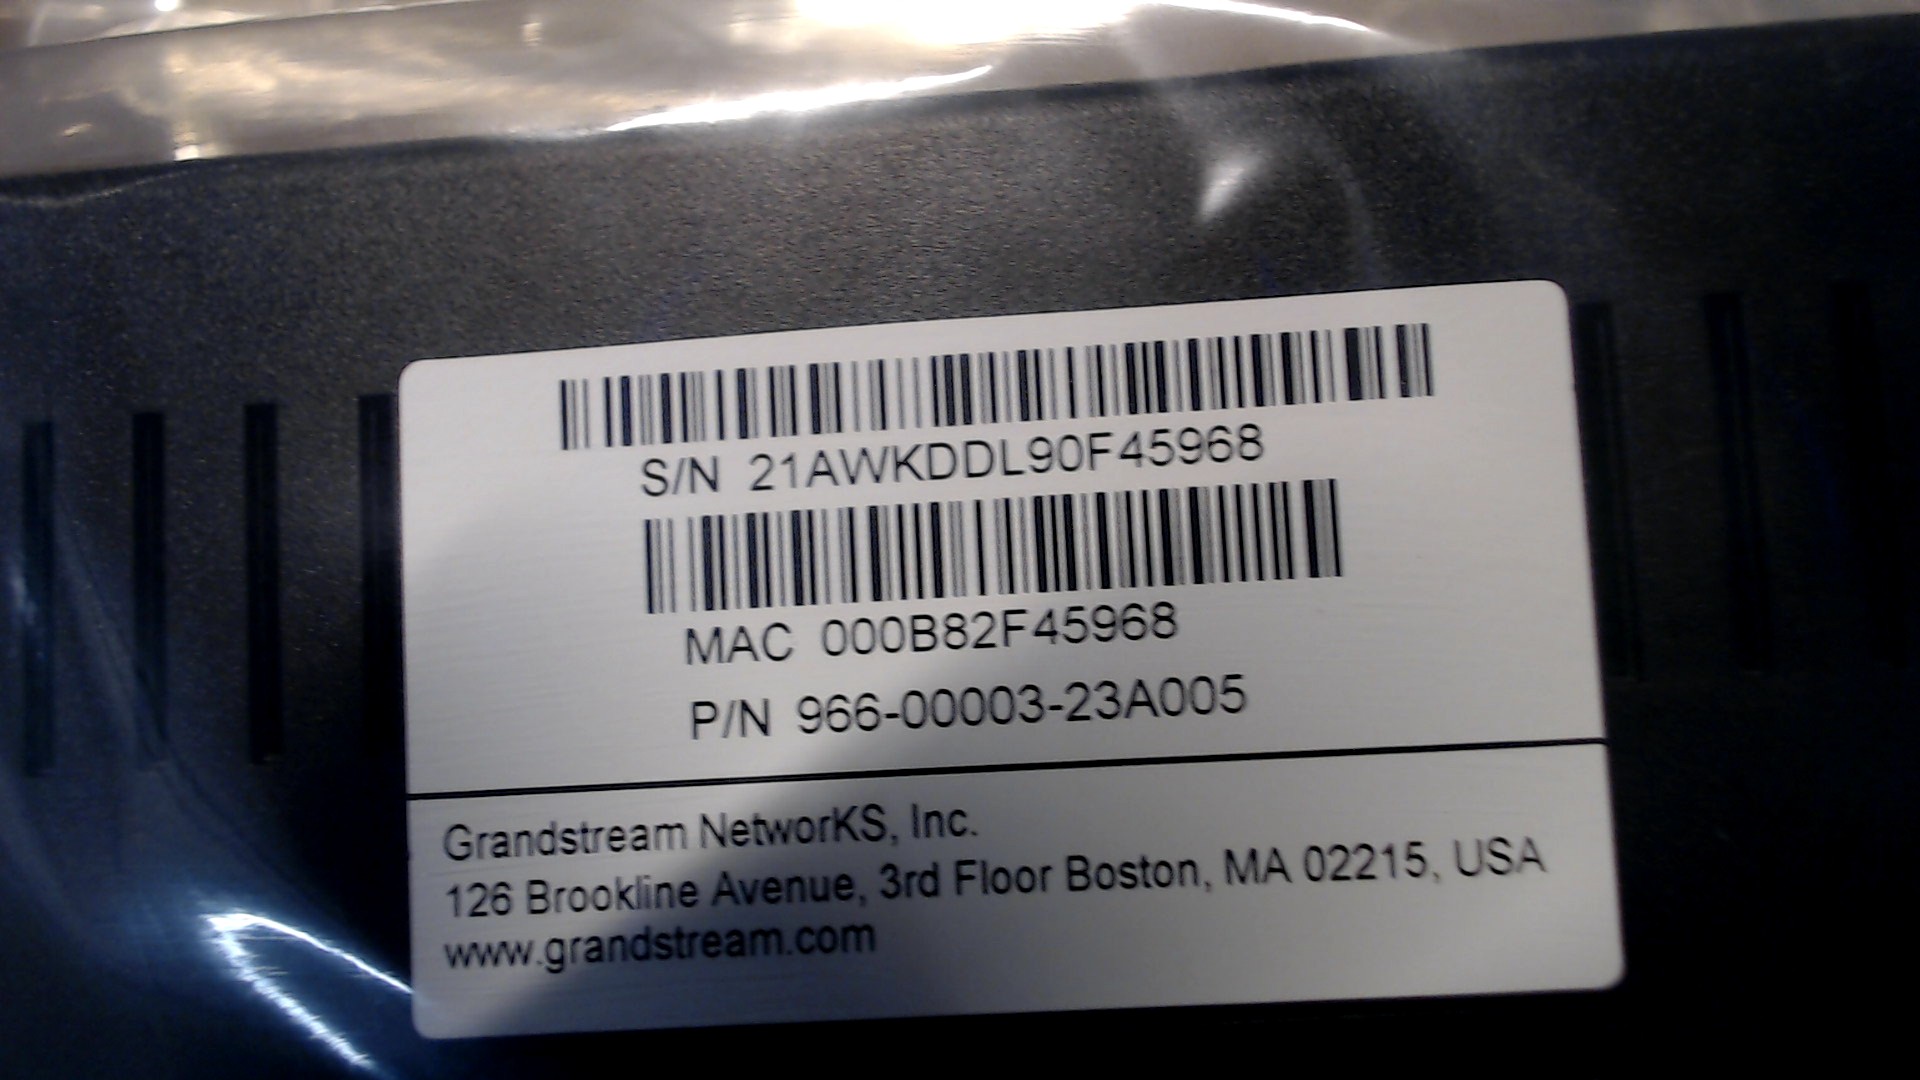 S/N 21AWKDDL90F45968
MAC 000B82F45968
P/N 966-00003-23A005
Grandstream NetworKS, Inc.
126 Brookline Avenue, 3rd Floor Boston, MA 02215, USA
www.grandstream.com